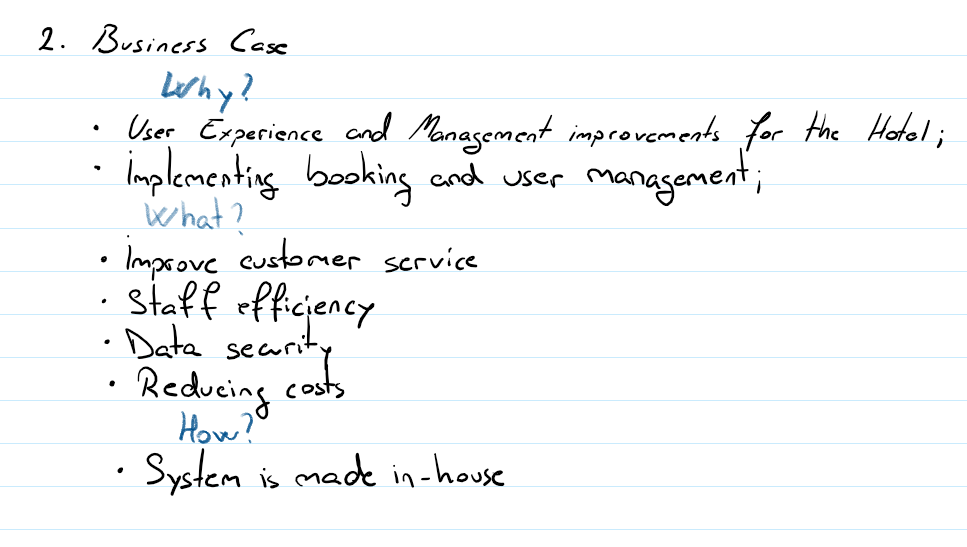 2. Business Case
Why?
• User Experience and Management improvements for the Hotel;
• Implementing booking and user management;
What?
• Improve customer service
• Staff efficiency
• Data security
• Reducing costs
How?
• System is made in-house